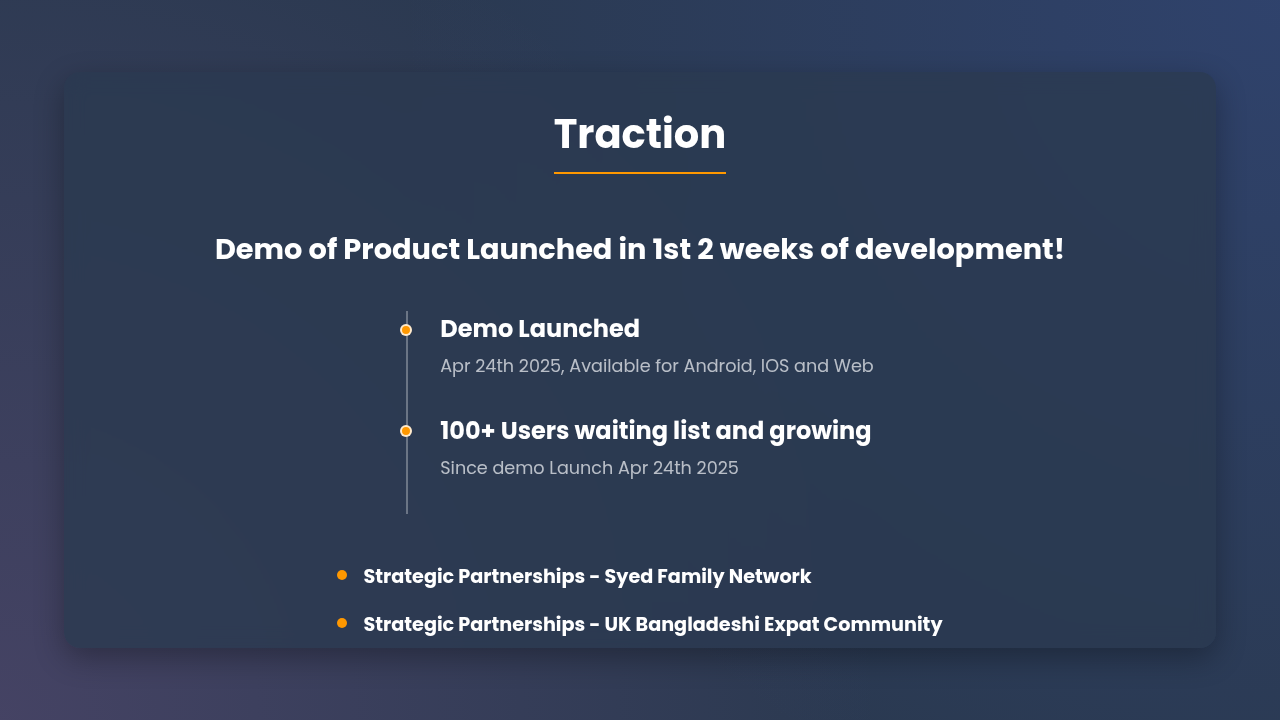 Traction
Demo of Product Launched in 1st 2 weeks of development!
Demo Launched
Apr 24th 2025, Available for Android, IOS and Web
100+ Users waiting list and growing
Since demo Launch Apr 24th 2025
Strategic Partnerships - Syed Family Network
Strategic Partnerships - UK Bangladeshi Expat Community